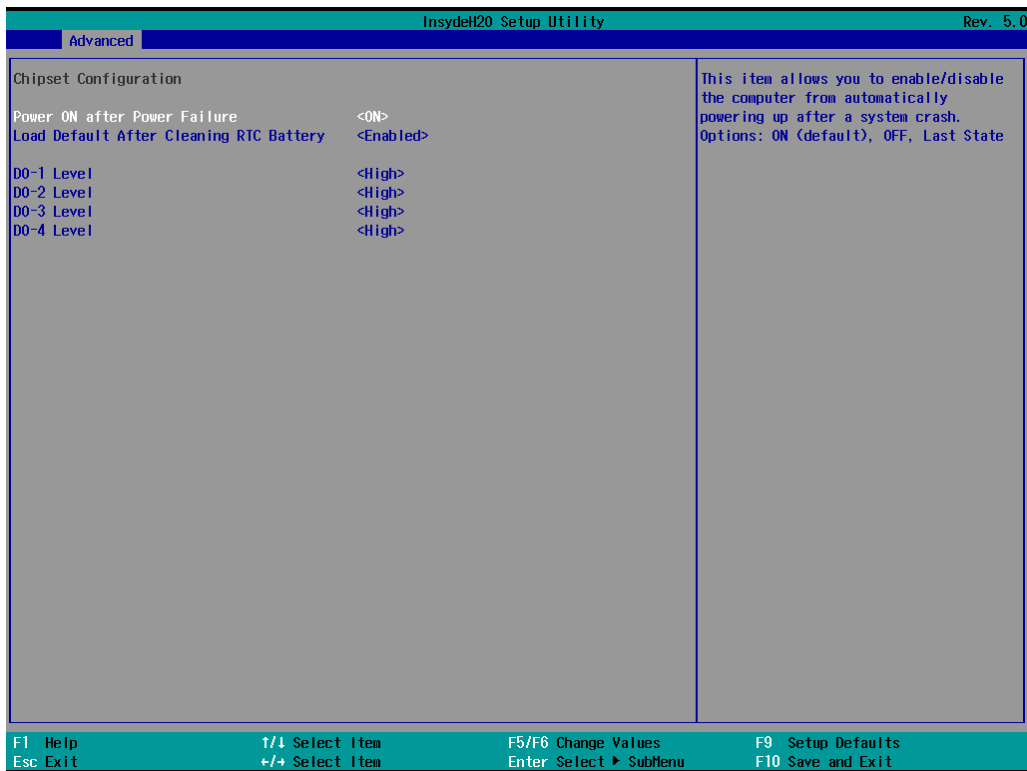 InsydeH20 Setup Utility Rev. 5.0
Advanced
Chipset Configuration
Power ON after Power Failure <ON>
Load Default After Cleaning RTC Battery <Enabled>
DO-1 Level <High>
DO-2 Level <High>
DO-3 Level <High>
DO-4 Level <High>
This item allows you to enable/disable
the computer from automatically
powering up after a system crash.
Options: ON (default), OFF, Last State
F1 Help ↑/↓ Select Item F5/F6 Change Values F9 Setup Defaults
Esc Exit ←/→ Select Item Enter Select ▶ SubMenu F10 Save and Exit